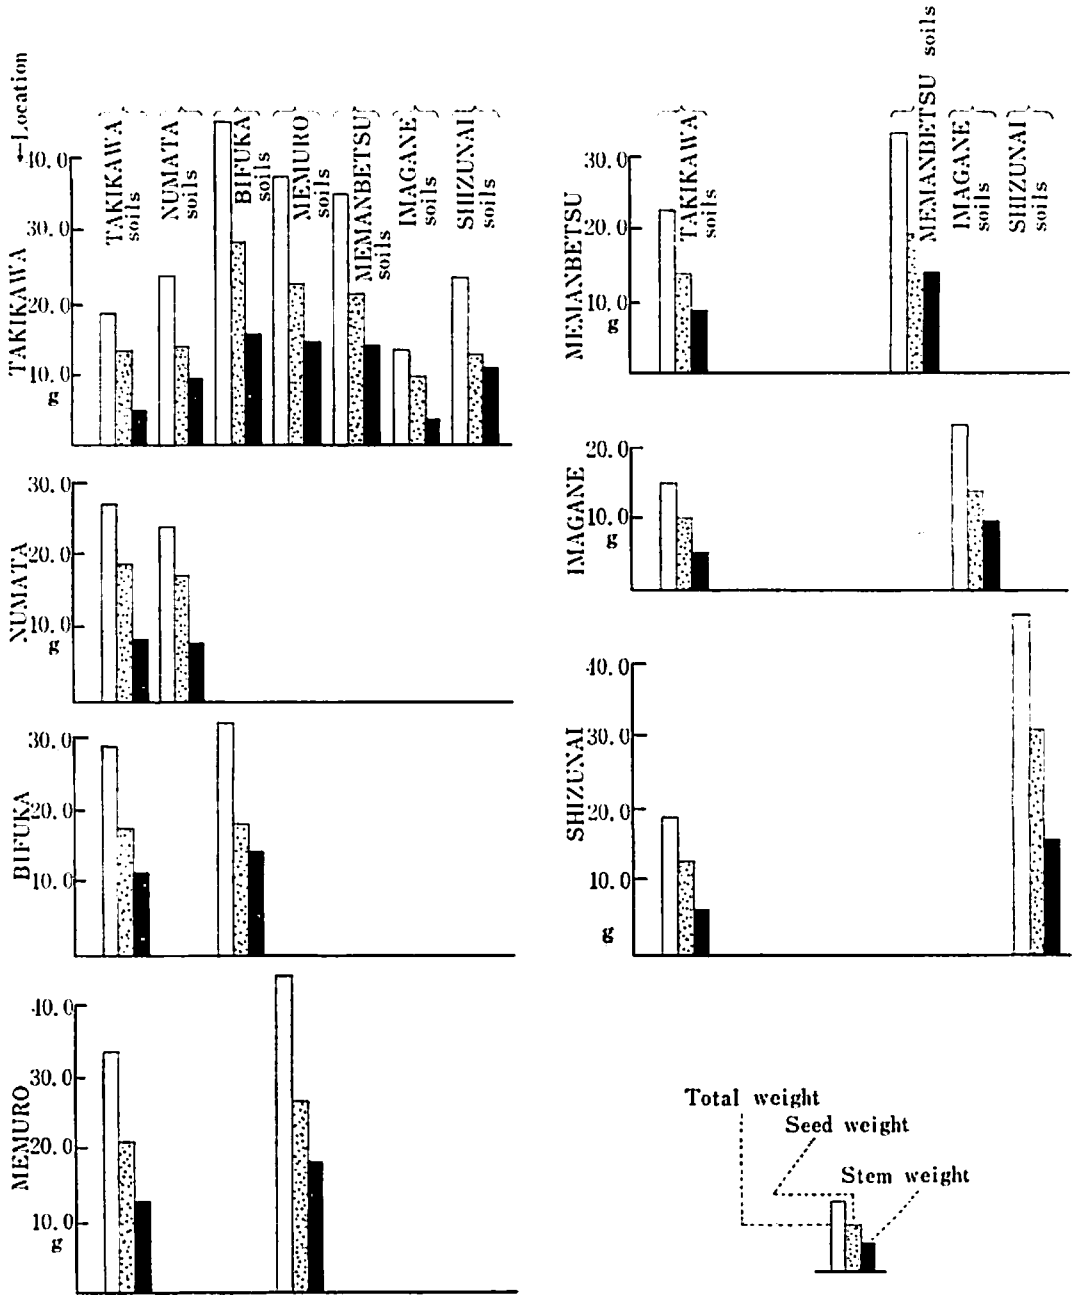 ↓Location
TAKIKAWA
soils
NUMATA
soils
BIFUKA
soils
MEMURO
soils
MEMANBETSU
soils
IMAGANE
soils
SHIZUNAI
soils
TAKIKAWA
40.0
30.0
20.0
10.0
g
NUMATA
30.0
20.0
10.0
g
BIFUKA
30.0
20.0
10.0
g
MEMURO
40.0
30.0
20.0
10.0
g
TAKIKAWA
soils
MEMANBETSU soils
IMAGANE
soils
SHIZUNAI
soils
MEMANBETSU
30.0
20.0
10.0
g
IMAGANE
20.0
10.0
g
SHIZUNAI
40.0
30.0
20.0
10.0
g
Total weight
Seed weight
Stem weight